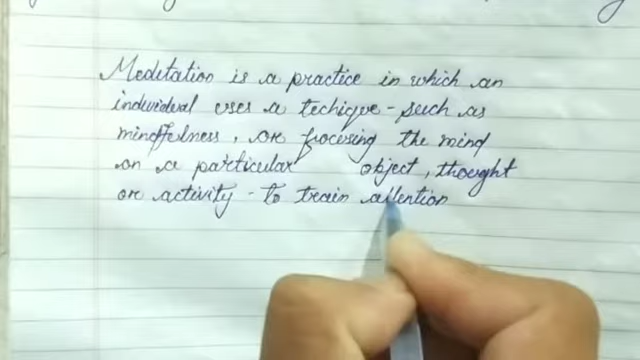 Meditation is a practice in which an
individual uses a techique - such as
mindfulness, or focusing the mind
on a particular object, thought
or activity - to train attention